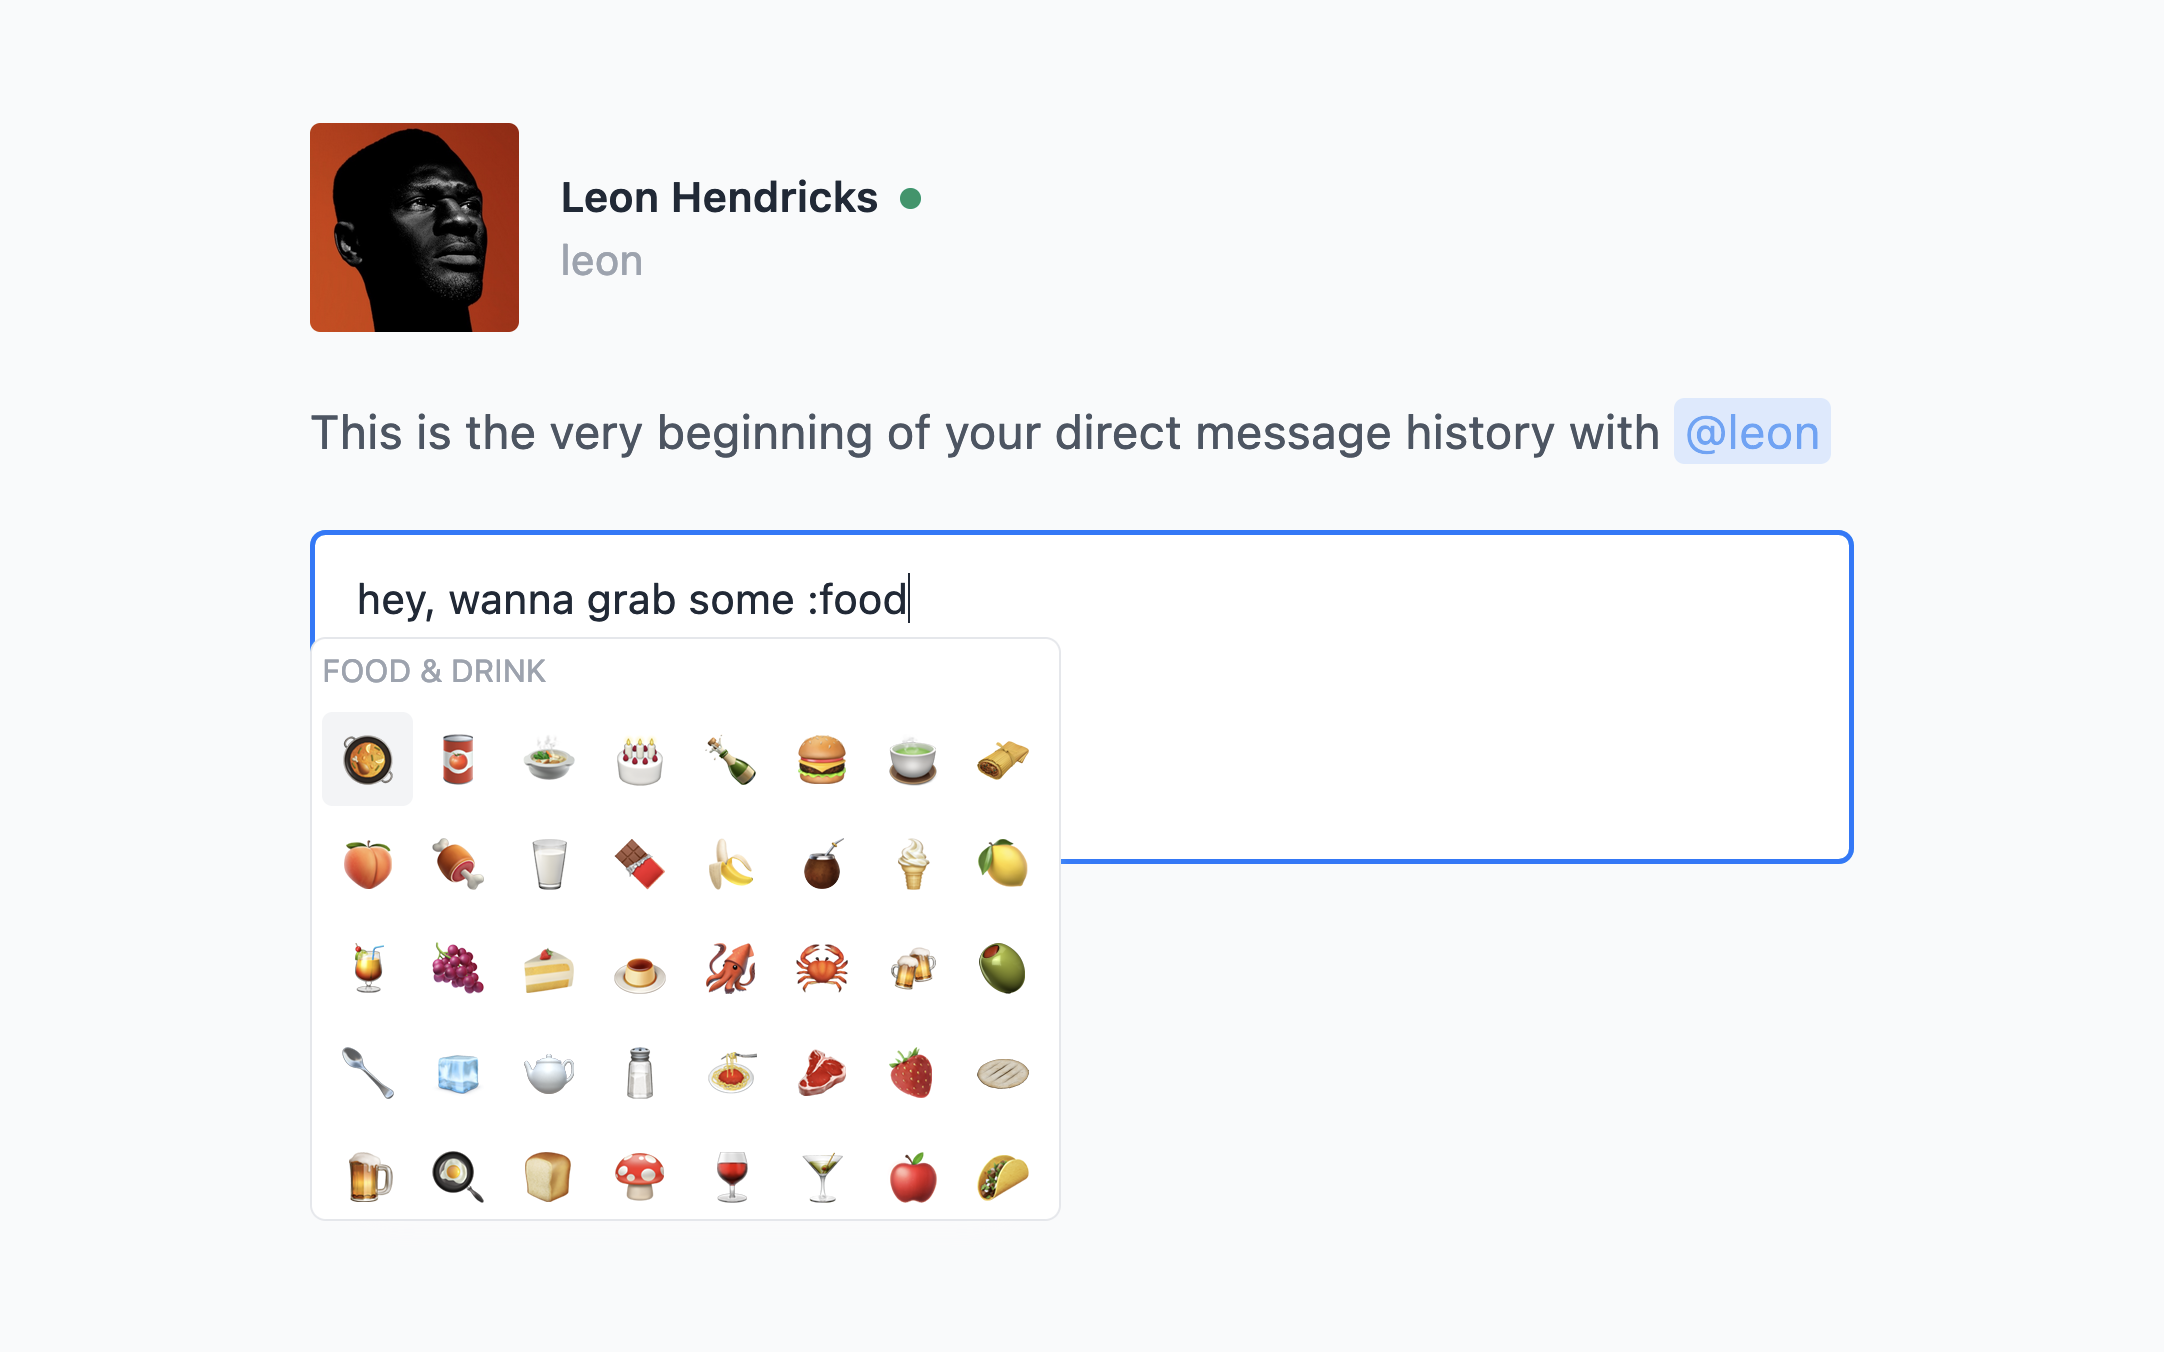 Leon Hendricks
leon
This is the very beginning of your direct message history with @leon
hey, wanna grab some :food
FOOD & DRINK